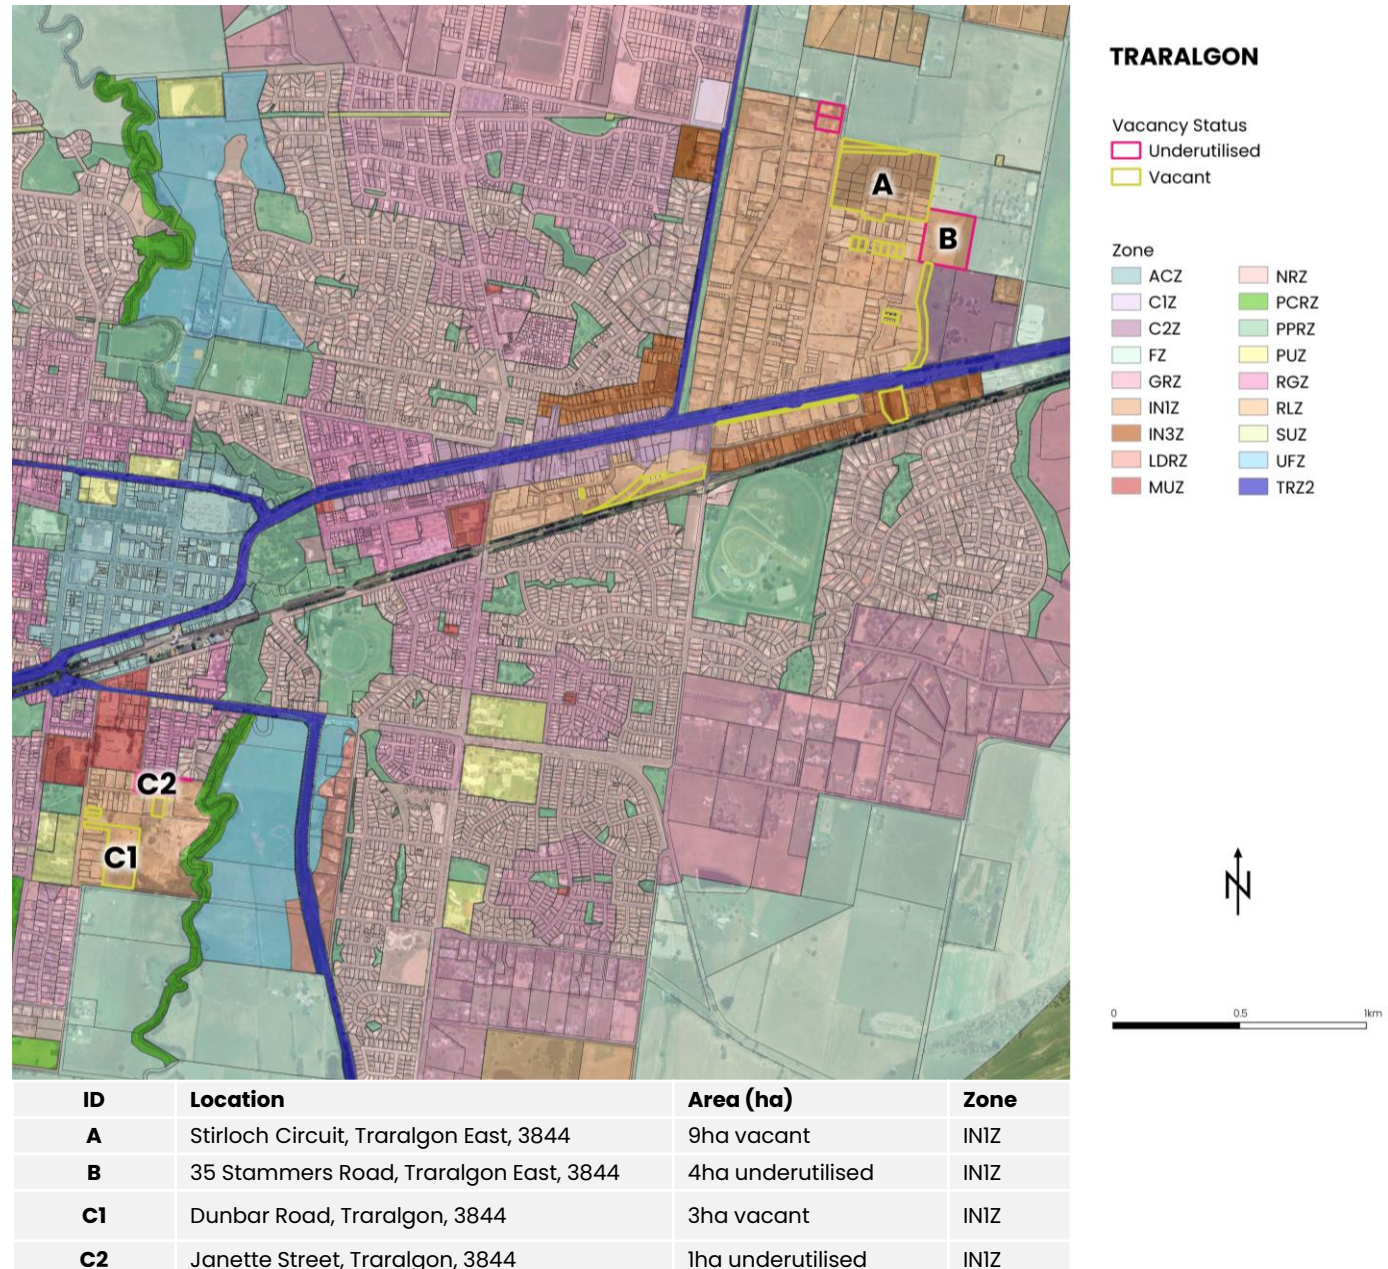 TRARALGON
Vacancy Status
Underutilised
Vacant
Zone
ACZ
C1Z
C2Z
FZ
GRZ
IN1Z
IN3Z
LDRZ
MUZ
NRZ
PCRZ
PPRZ
PUZ
RGZ
RLZ
SUZ
UFZ
TRZ2
A
B
C2
C1
N
0 0.5 1km
ID Location Area (ha) Zone
A Stirloch Circuit, Traralgon East, 3844 9ha vacant IN1Z
B 35 Stammers Road, Traralgon East, 3844 4ha underutilised IN1Z
C1 Dunbar Road, Traralgon, 3844 3ha vacant IN1Z
C2 Janette Street, Traralgon, 3844 1ha underutilised IN1Z